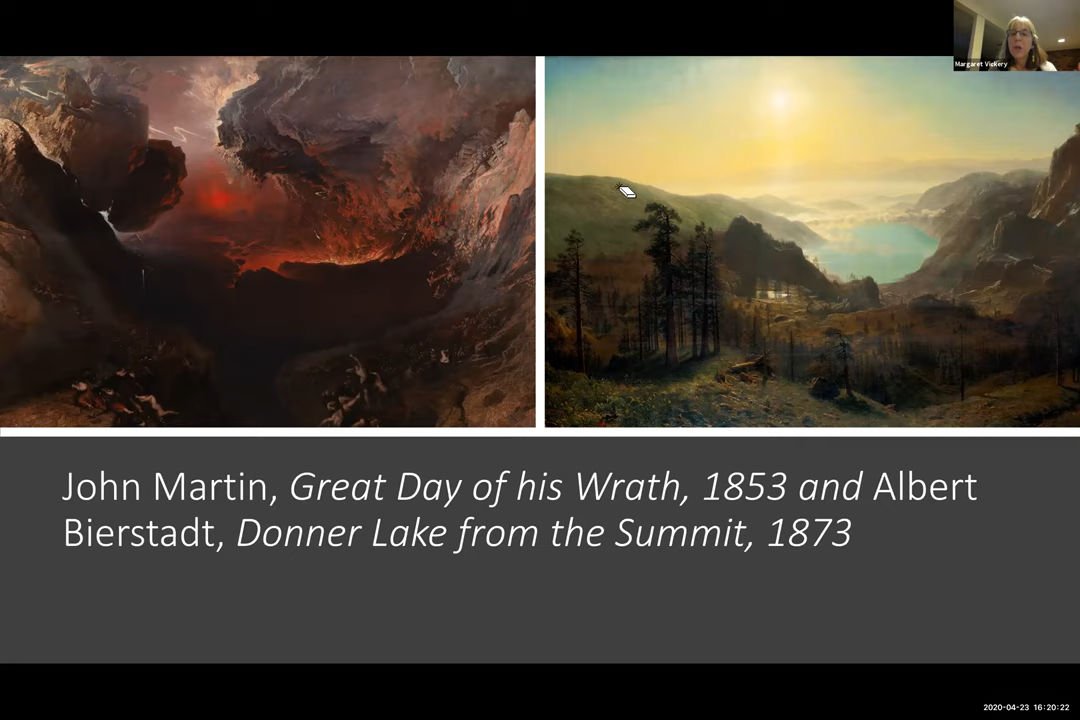 Margaret Vickery
John Martin, Great Day of his Wrath, 1853 and Albert
Bierstadt, Donner Lake from the Summit, 1873
2020-04-23 16:20:22